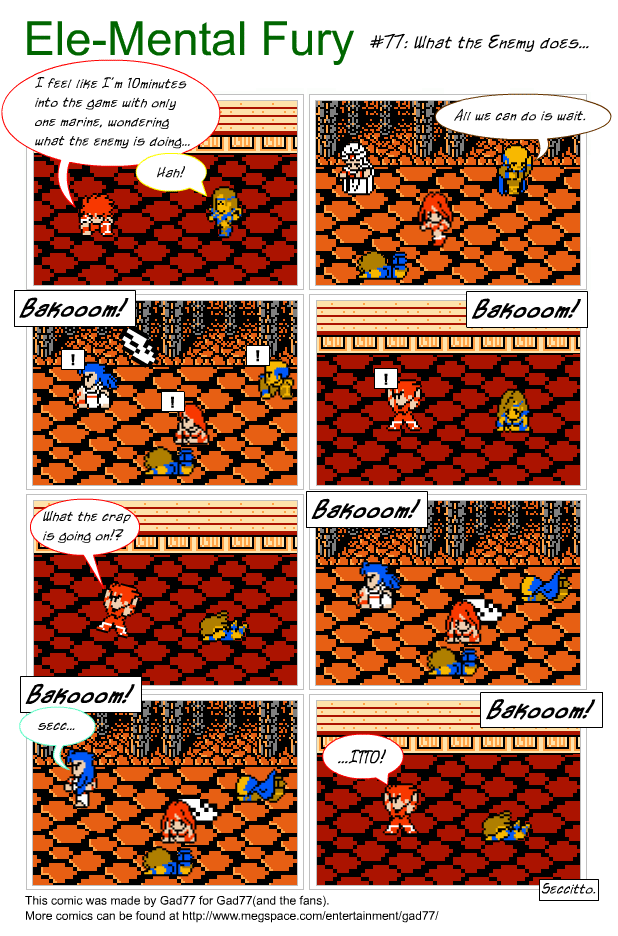 Ele-Mental Fury
#77: What the Enemy does...
I feel like I'm 10minutes
into the game with only
one marine, wondering
what the enemy is doing...
Hah!
All we can do is wait.
Bakooom!
!
!
!
Bakooom!
!
What the crap
is going on!?
Bakooom!
Bakooom!
secc...
Bakooom!
...ITTO!
Seccitto.
This comic was made by Gad77 for Gad77(and the fans).
More comics can be found at http://www.megspace.com/entertainment/gad77/